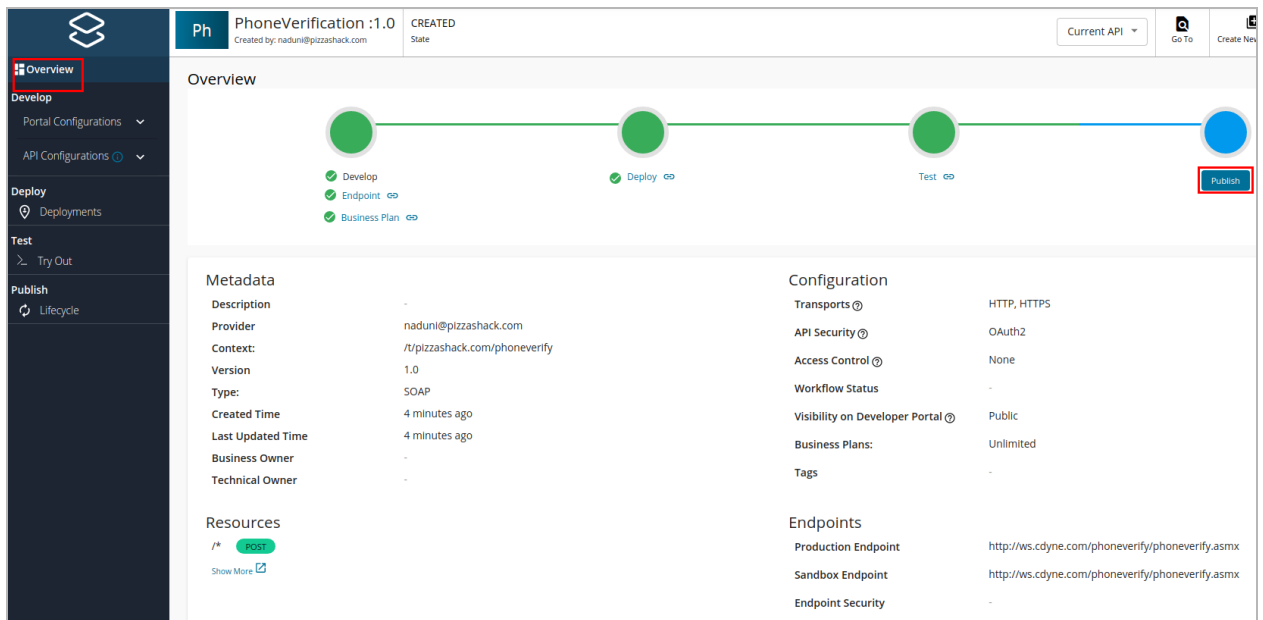 Ph
PhoneVerification :1.0
Created by: naduni@pizzashack.com
CREATED
State
Current API
Go To
Create New
Overview
Develop
Portal Configurations
API Configurations
Deploy
Deployments
Test
Try Out
Publish
Lifecycle
Overview
Develop
Endpoint
Business Plan
Deploy
Test
Publish
Metadata
Description -
Provider naduni@pizzashack.com
Context: /t/pizzashack.com/phoneverify
Version 1.0
Type: SOAP
Created Time 4 minutes ago
Last Updated Time 4 minutes ago
Business Owner -
Technical Owner -
Configuration
Transports HTTP, HTTPS
API Security OAuth2
Access Control None
Workflow Status -
Visibility on Developer Portal Public
Business Plans: Unlimited
Tags -
Resources
/* POST
Show More
Endpoints
Production Endpoint http://ws.cdyne.com/phoneverify/phoneverify.asmx
Sandbox Endpoint http://ws.cdyne.com/phoneverify/phoneverify.asmx
Endpoint Security -